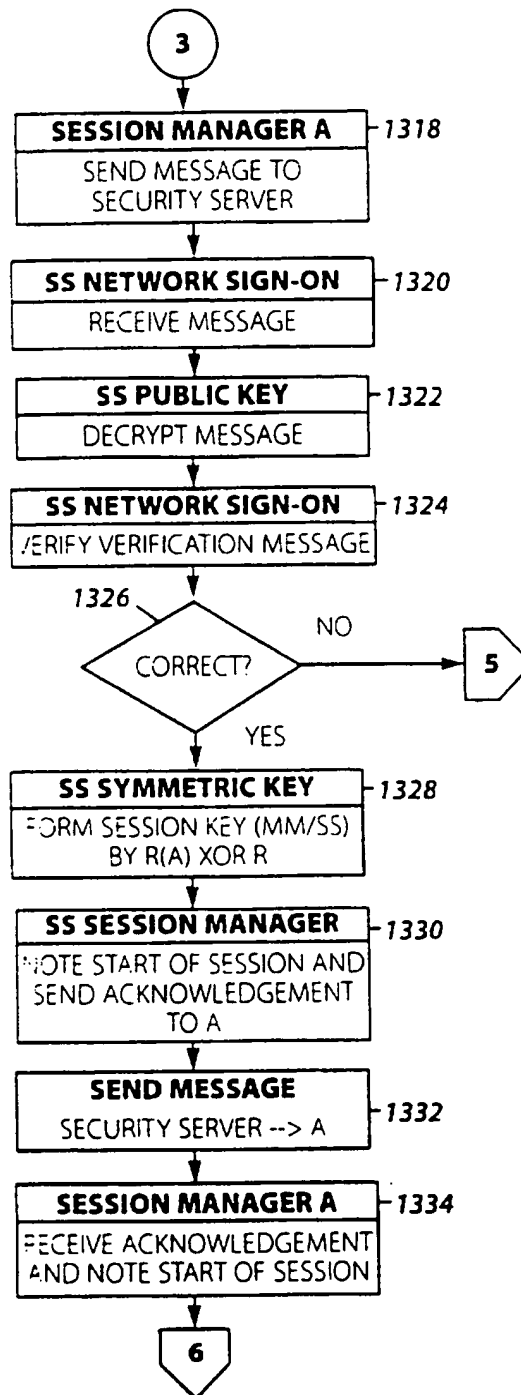 3
SESSION MANAGER A
1318
SEND MESSAGE TO
SECURITY SERVER
SS NETWORK SIGN-ON
1320
RECEIVE MESSAGE
SS PUBLIC KEY
1322
DECRYPT MESSAGE
SS NETWORK SIGN-ON
1324
VERIFY VERIFICATION MESSAGE
1326
CORRECT?
NO
5
YES
SS SYMMETRIC KEY
1328
FORM SESSION KEY (MM/SS)
BY R(A) XOR R
SS SESSION MANAGER
1330
NOTE START OF SESSION AND
SEND ACKNOWLEDGEMENT
TO A
SEND MESSAGE
1332
SECURITY SERVER --> A
SESSION MANAGER A
1334
RECEIVE ACKNOWLEDGEMENT
AND NOTE START OF SESSION
6